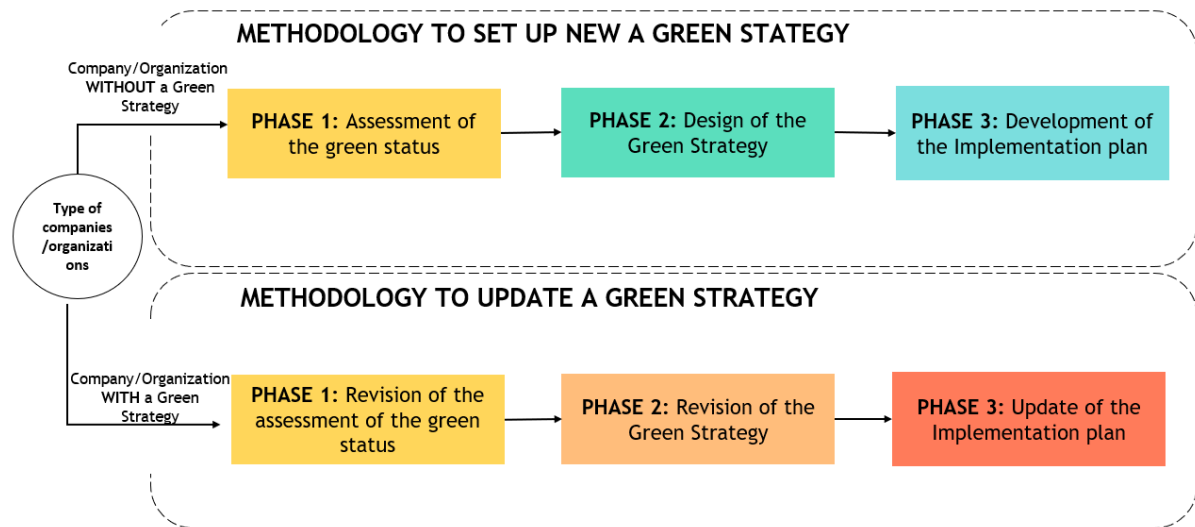 METHODOLOGY TO SET UP NEW A GREEN STATEGY
Company/Organization
WITHOUT a Green
Strategy
PHASE 1: Assessment of
the green status
PHASE 2: Design of the
Green Strategy
PHASE 3: Development of
the Implementation plan
Type of
companies
/organizati
ons
METHODOLOGY TO UPDATE A GREEN STRATEGY
Company/Organization
WITH a Green
Strategy
PHASE 1: Revision of the
assessment of the green
status
PHASE 2: Revision of the
Green Strategy
PHASE 3: Update of the
Implementation plan